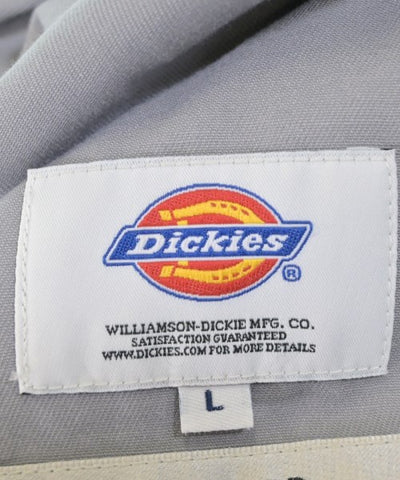 Dickies
®
WILLIAMSON-DICKIE MFG. CO.
SATISFACTION GUARANTEED
WWW.DICKIES.COM FOR MORE DETAILS
L